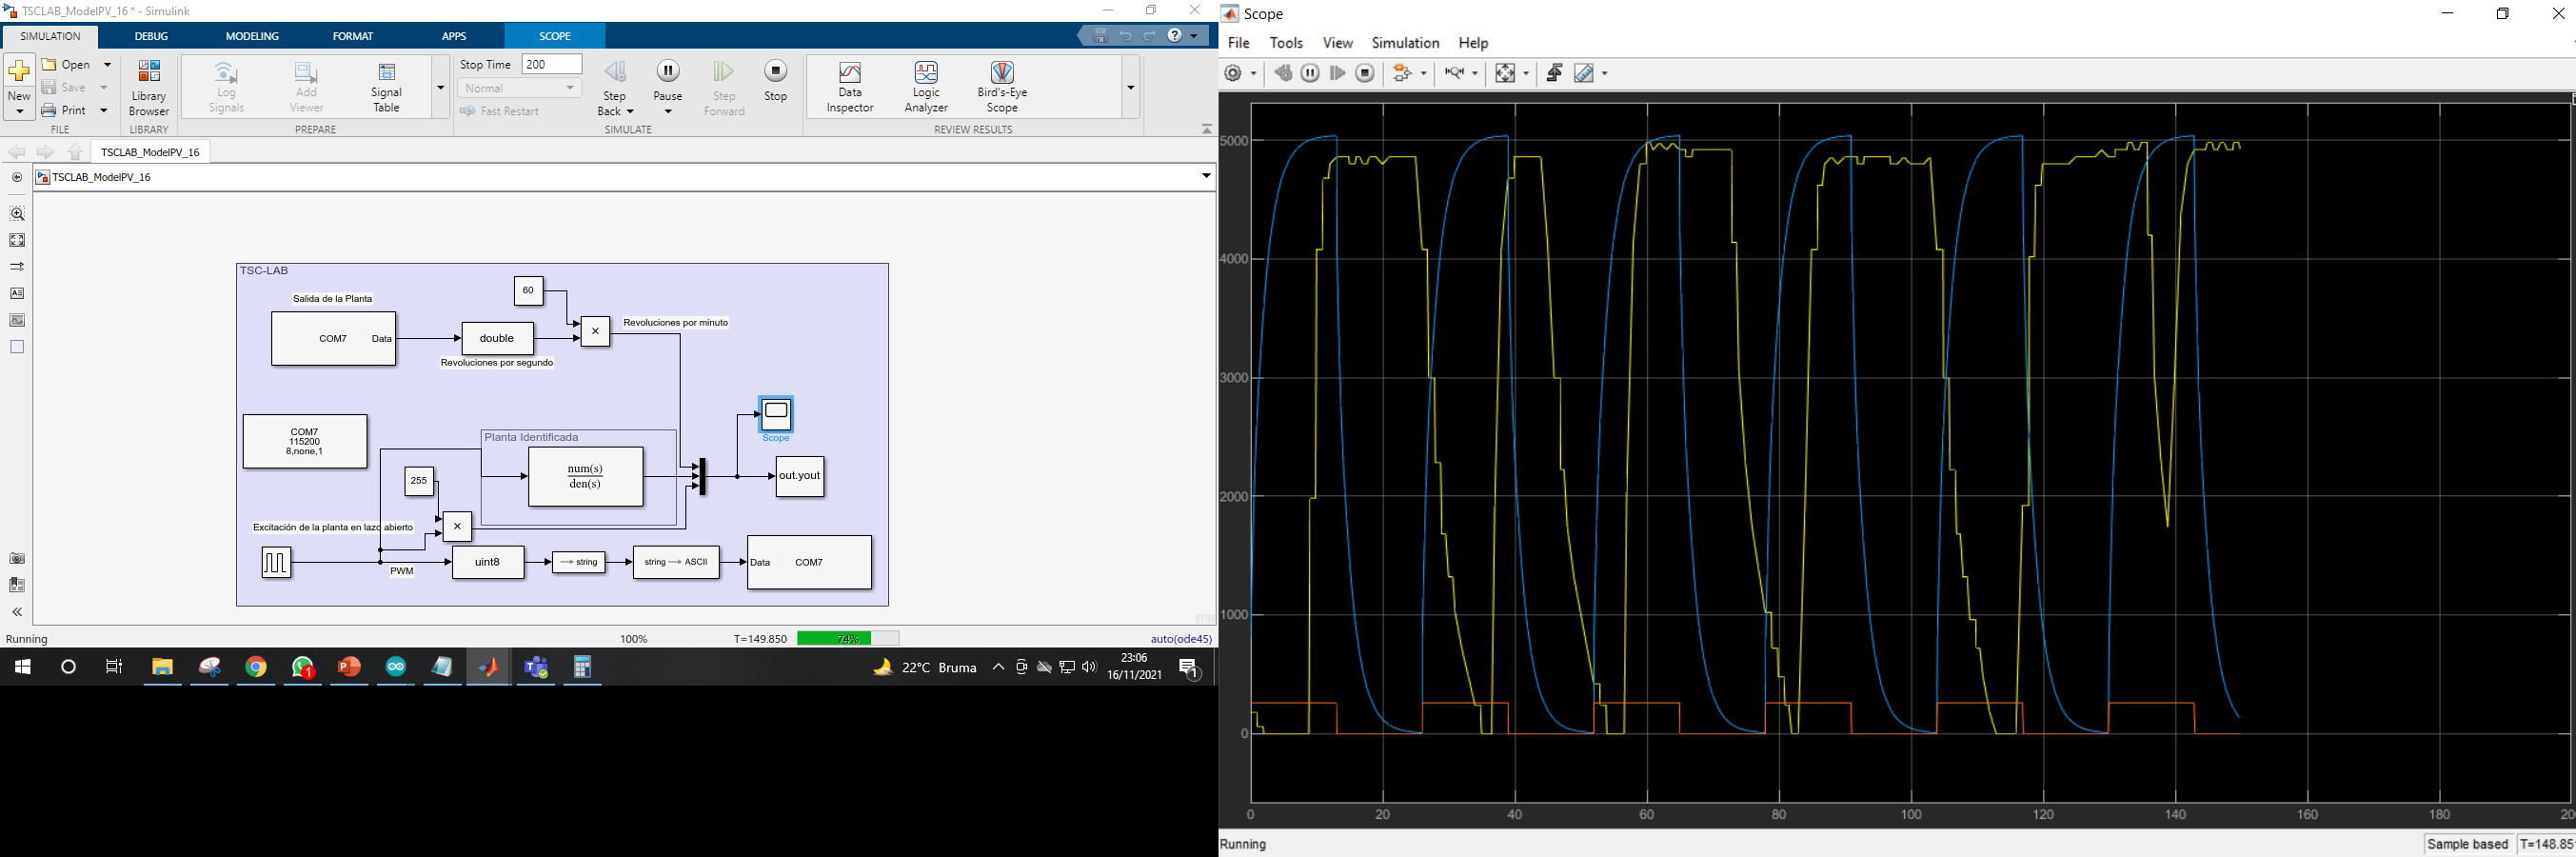 TSCLAB_ModelPV_16 * - Simulink
SIMULATION DEBUG MODELING FORMAT APPS SCOPE
New
Open
Save
Print
FILE
Library
Browser
LIBRARY
Log
Signals
Add
Viewer
Signal
Table
PREPARE
Stop Time 200
Normal
Fast Restart
Step
Back
Pause
Step
Forward
Stop
SIMULATE
Data
Inspector
Logic
Analyzer
Bird's-Eye
Scope
REVIEW RESULTS
TSCLAB_ModelPV_16
TSCLAB_ModelPV_16
TSC-LAB
Salida de la Planta
COM7 Data
double
Revoluciones por segundo
60
×
Revoluciones por minuto
COM7
115200
8,none,1
Planta Identificada
num(s)
den(s)
Scope
out.yout
255
×
Excitación de la planta en lazo abierto
PWM
uint8
string
string ASCII
Data COM7
Running 100% T=149.850 74% auto(ode45)
1
22°C Bruma
23:06
16/11/2021
1
Scope
File Tools View Simulation Help
5000
4000
3000
2000
1000
0
0 20 40 60 80 100 120 140 160 180 20
Running Sample based T=148.85